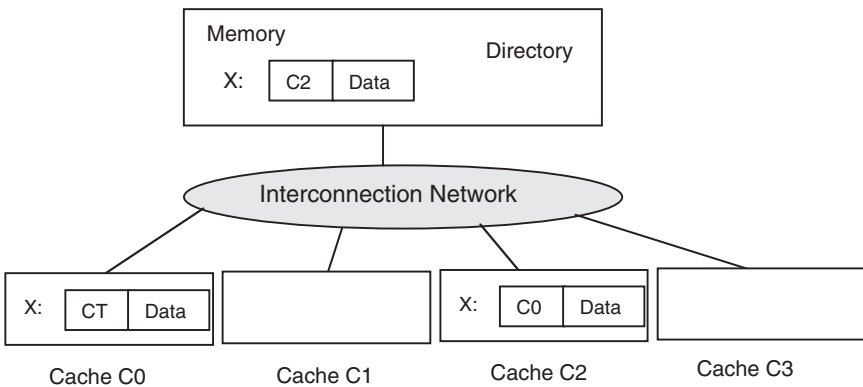 Memory
Directory
X: C2 Data
Interconnection Network
X: CT Data
X: C0 Data
Cache C0
Cache C1
Cache C2
Cache C3